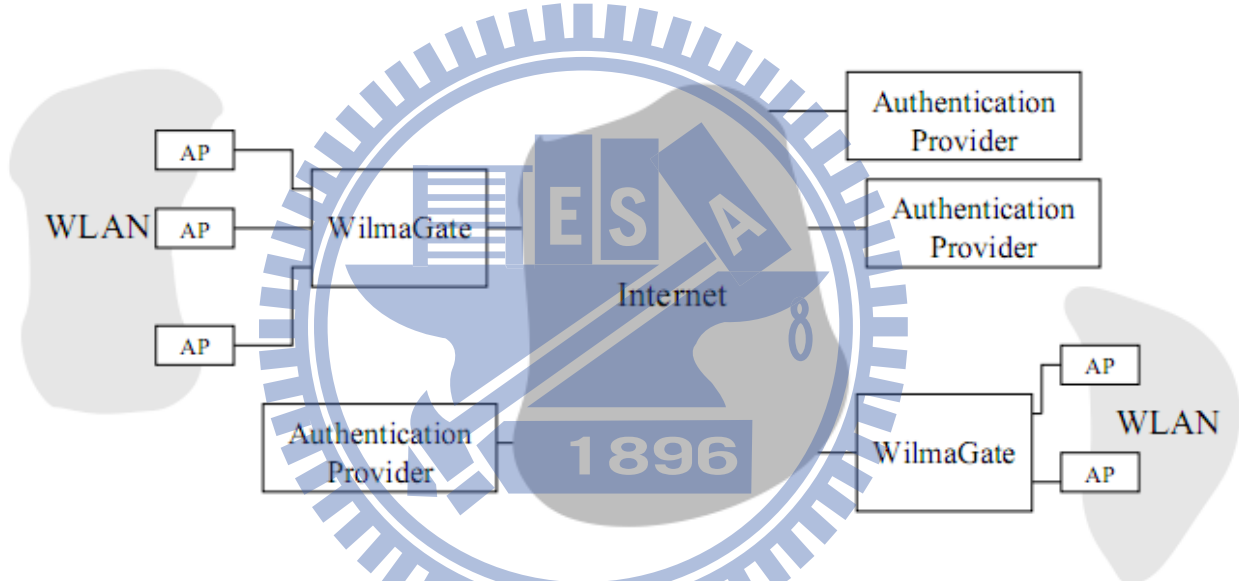 Authentication
Provider
AP
WLAN
AP
WilmaGate
Authentication
Provider
E
S
A
Internet
8
AP
AP
WLAN
Authentication
Provider
1896
WilmaGate
AP